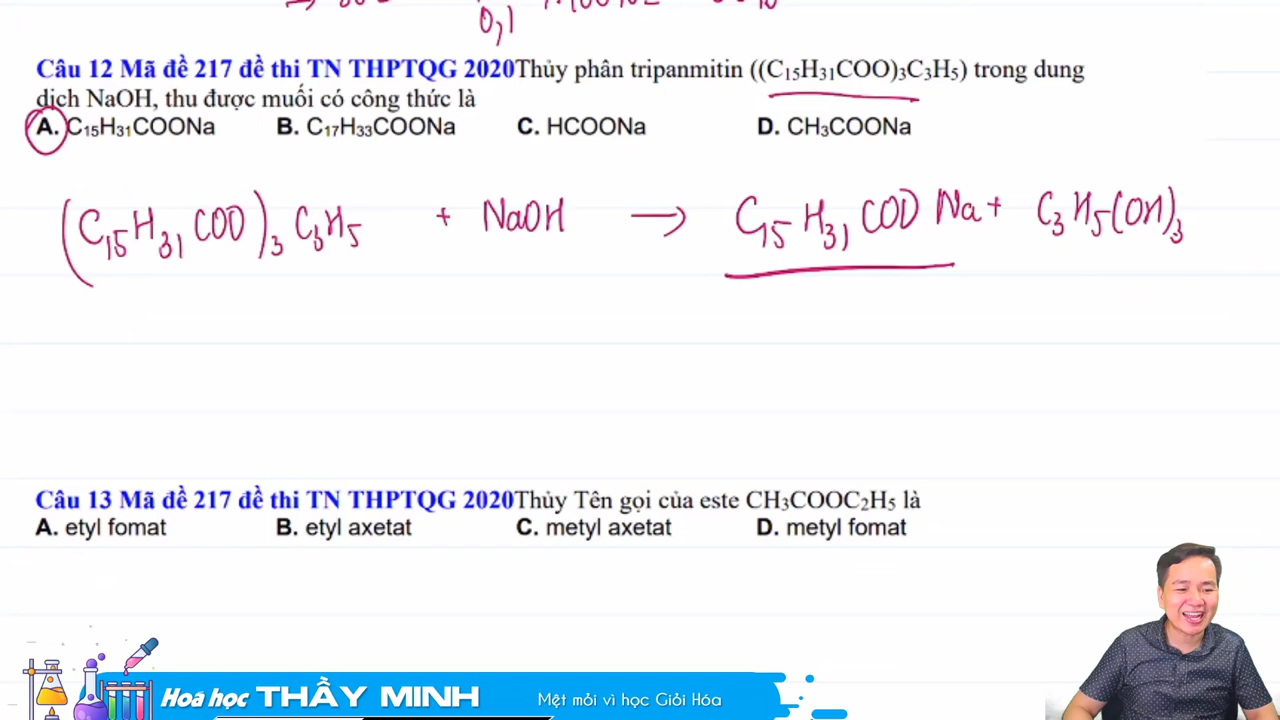 0,1
Câu 12 Mã đề 217 đề thi TN THPTQG 2020Thủy phân tripanmitin ((C₁₅H₃₁COO)₃C₃H₅) trong dung
dịch NaOH, thu được muối có công thức là
A. C₁₅H₃₁COONa B. C₁₇H₃₃COONa C. HCOONa D. CH₃COONa
(C₁₅H₃₁COO)₃C₃H₅ + NaOH → C₁₅H₃₁COONa + C₃H₅(OH)₃
Câu 13 Mã đề 217 đề thi TN THPTQG 2020Thủy Tên gọi của este CH₃COOC₂H₅ là
A. etyl fomat B. etyl axetat C. metyl axetat D. metyl fomat
Hoá học THẦY MINH Mệt mỏi vì học Giỏi Hóa